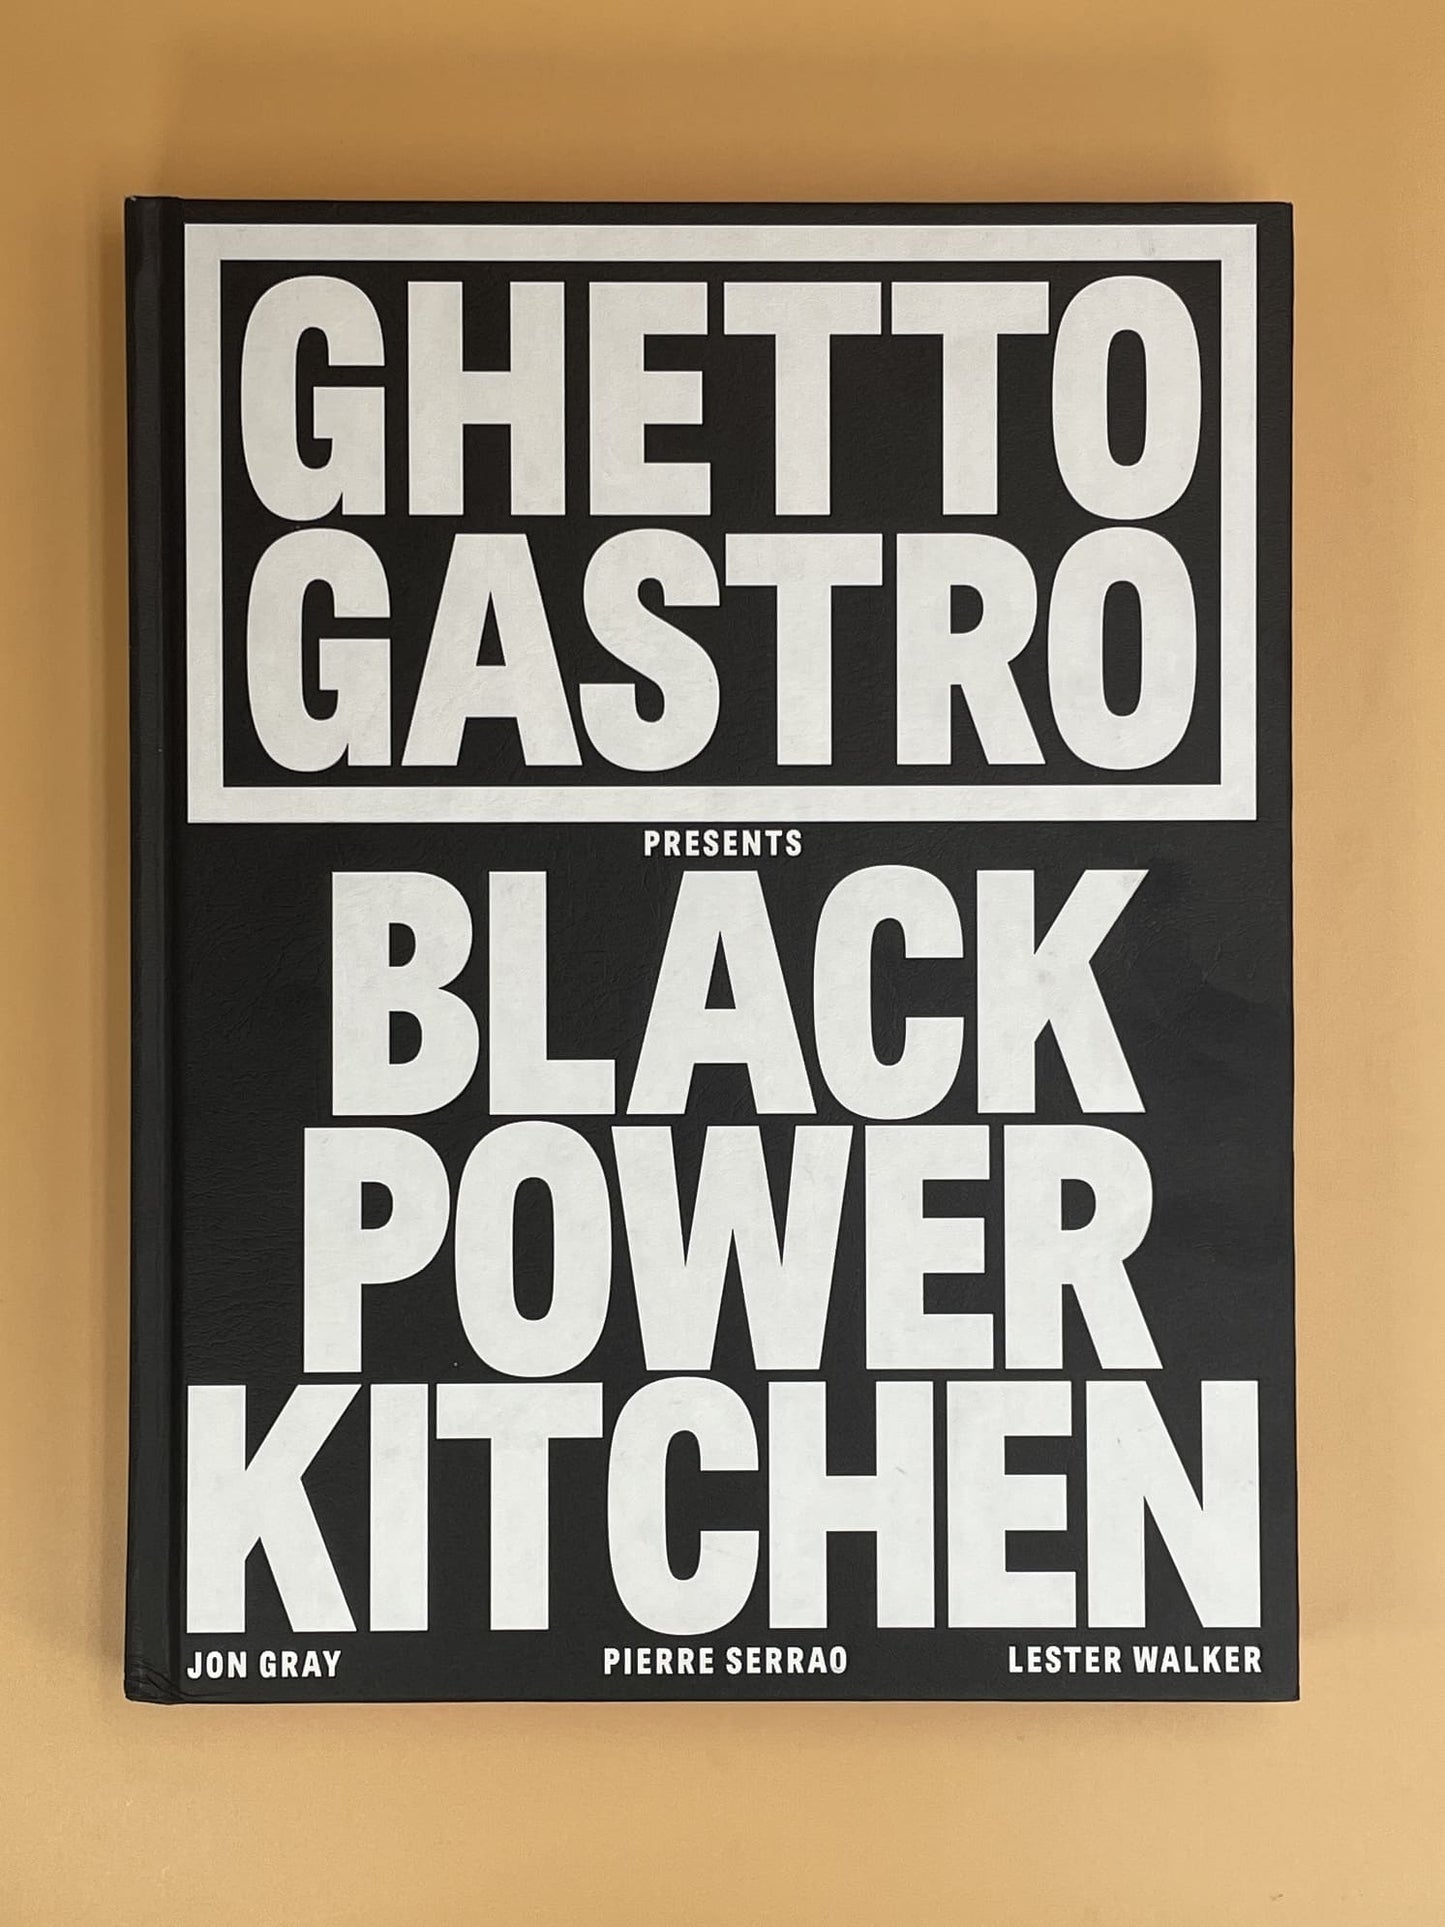 GHETTO
GASTRO
PRESENTS
BLACK
POWER
KITCHEN
JON GRAY PIERRE SERRAO LESTER WALKER